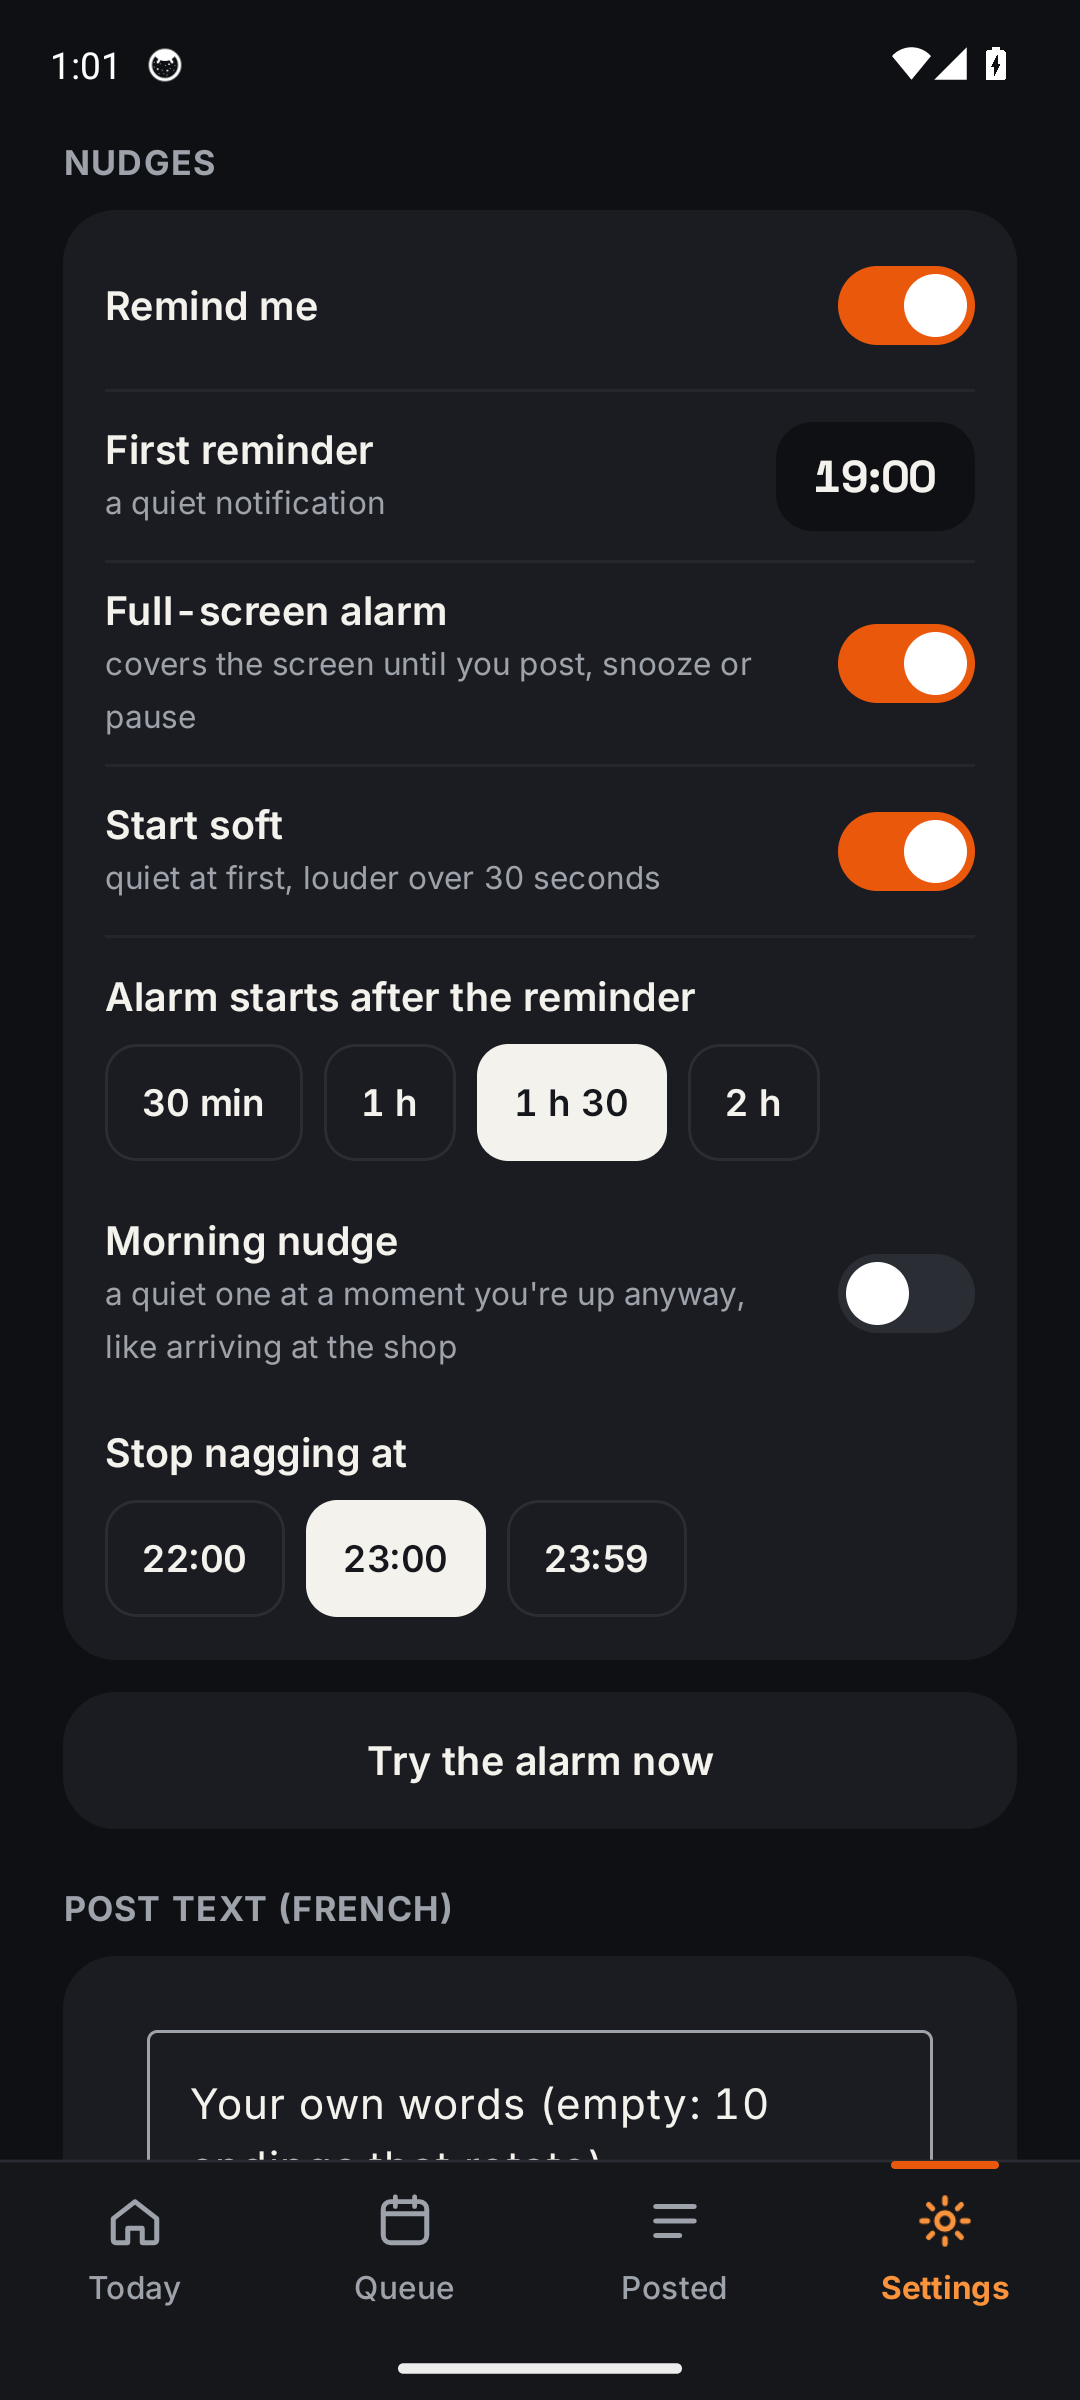 1:01
NUDGES
Remind me
First reminder
a quiet notification
19:00
Full-screen alarm
covers the screen until you post, snooze or
pause
Start soft
quiet at first, louder over 30 seconds
Alarm starts after the reminder
30 min
1 h
1 h 30
2 h
Morning nudge
a quiet one at a moment you're up anyway,
like arriving at the shop
Stop nagging at
22:00
23:00
23:59
Try the alarm now
POST TEXT (FRENCH)
Your own words (empty: 10
endings that rotate)
Today
Queue
Posted
Settings